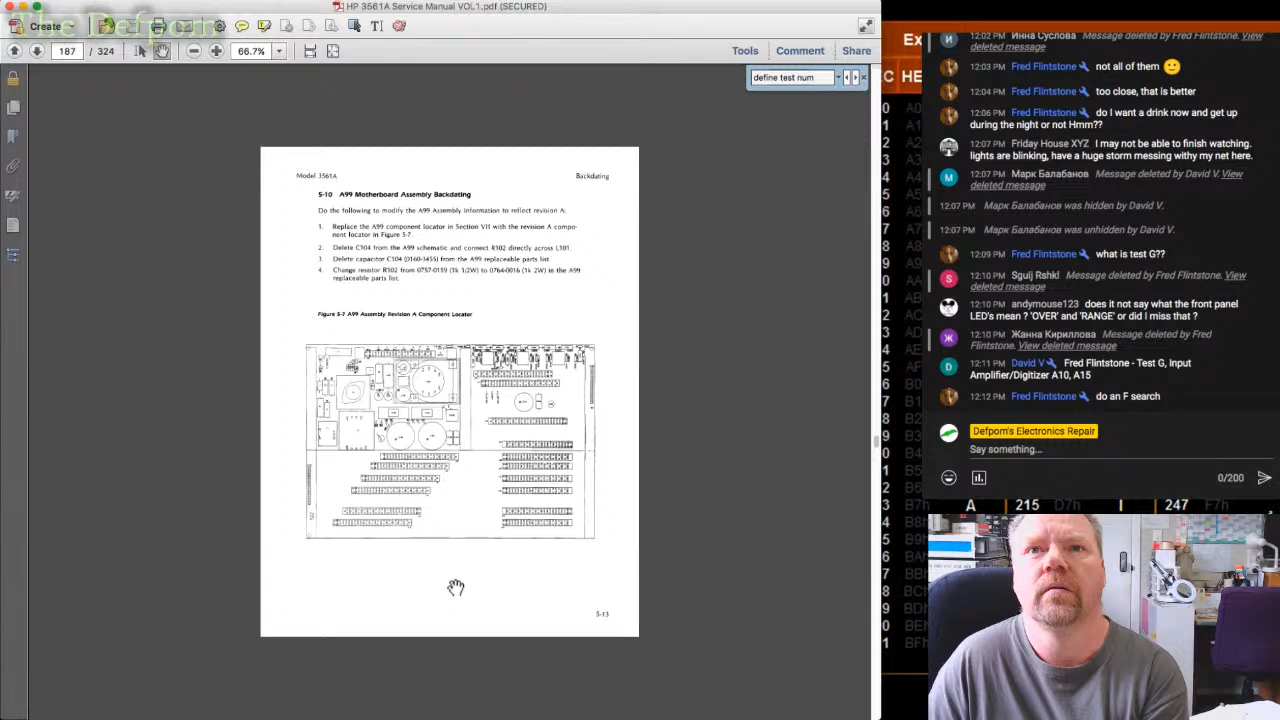 HP 3561A Service Manual VOL1.pdf (SECURED)
Create
187 / 324
66.7%
Tools
Comment
Share
define test num
Model 3561A
Backdating
5-10 A99 Motherboard Assembly Backdating
Do the following to modify the A99 Assembly information to reflect revision A:
1. Replace the A99 component locator in Section VII with the revision A compo-
nent locator in Figure 5-7.
2. Delete C104 from the A99 schematic and connect R102 directly across L101.
3. Delete capacitor C104 (0160-3455) from the A99 replaceable parts list
4. Change resistor R102 from 0757-0159 (1k 1/2W) to 0764-0016 (1k 2W) in the A99
replaceable parts list.
Figure 5-7 A99 Assembly Revision A Component Locator
5-13
Ex
C HE
12:02 PM Инна Суслова Message deleted by Fred Flintstone. View
deleted message
12:03 PM Fred Flintstone not all of them
12:04 PM Fred Flintstone too close, that is better
12:06 PM Fred Flintstone do I want a drink now and get up
during the night or not Hmm??
12:07 PM Friday House XYZ I may not be able to finish watching.
lights are blinking, have a huge storm messing with my net here.
12:07 PM Марк Балабанов Message deleted by David V. View
deleted message
12:07 PM Марк Балабанов was hidden by David V.
12:07 PM Марк Балабанов was unhidden by David V.
12:09 PM Fred Flintstone what is test G??
12:10 PM Sguij Rshkl Message deleted by Fred Flintstone. View
deleted message
12:10 PM andymouse123 does it not say what the front panel
LED's mean ? 'OVER' and 'RANGE' or did I miss that ?
12:10 PM Жанна Кириллова Message deleted by Fred
Flintstone. View deleted message
12:11 PM David V Fred Flintstone - Test G, input
Amplifier/Digitizer A10, A15
12:12 PM Fred Flintstone do an F search
Defpom's Electronics Repair
Say something...
A 215 D7h 247 F7h